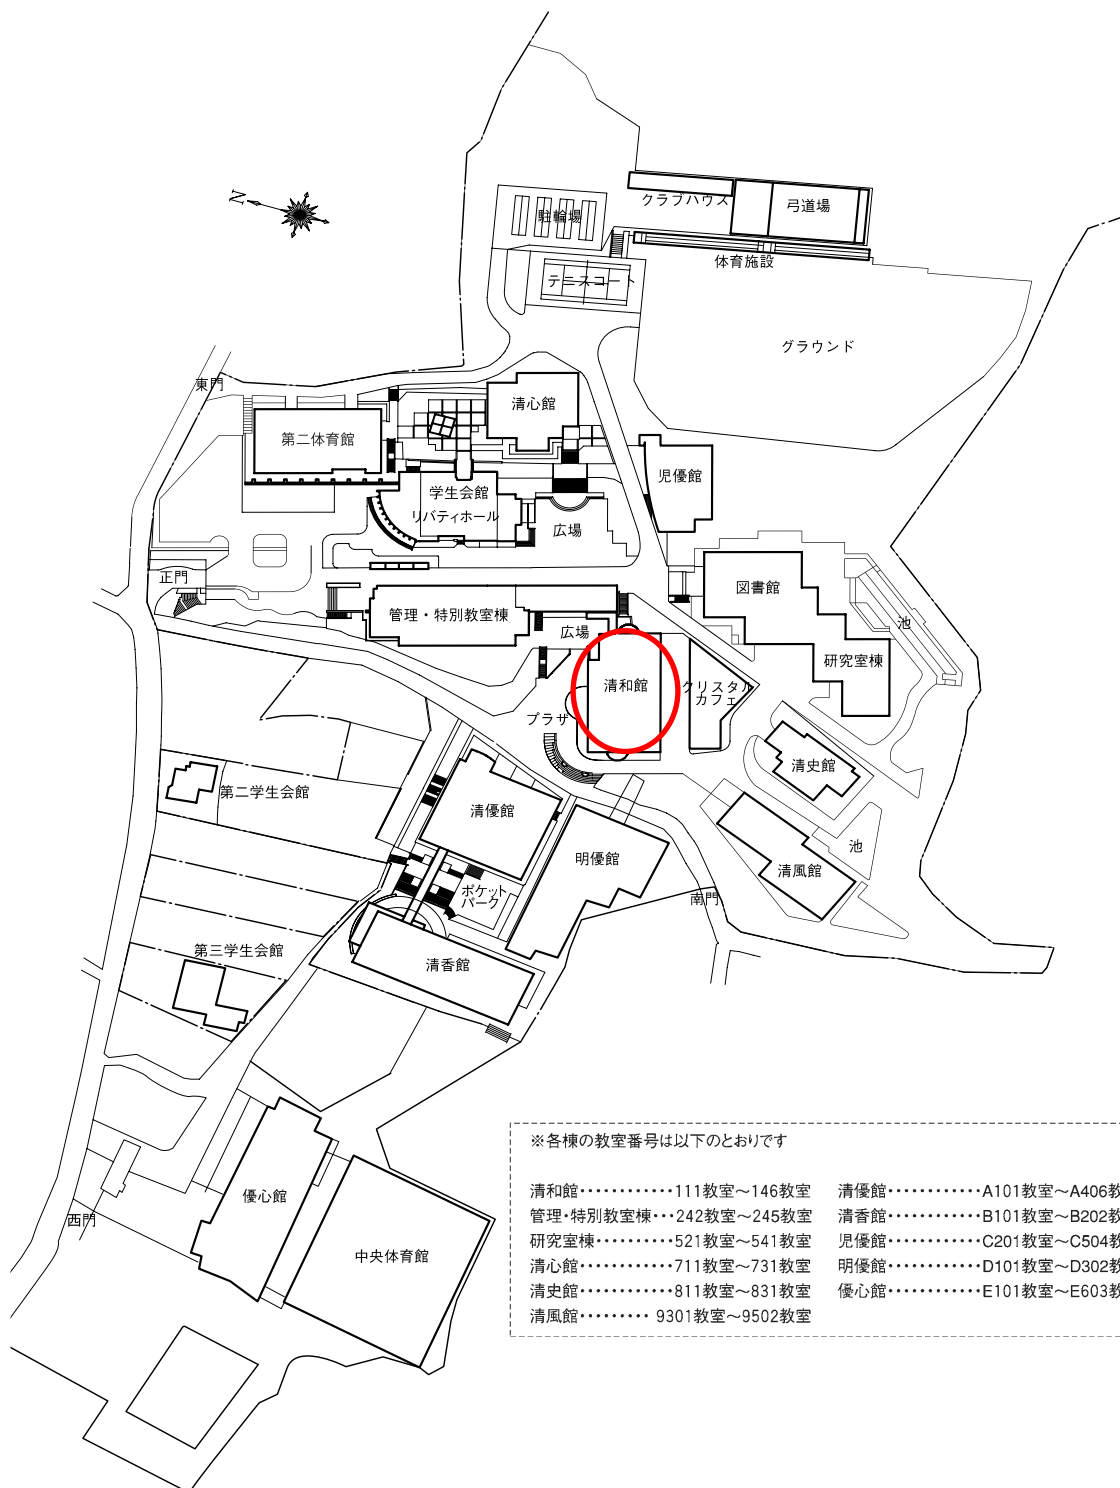 N
クラブハウス
弓道場
駐輪場
体育施設
テニスコート
グラウンド
東門
清心館
第二体育館
児優館
学生会館
リバティホール
広場
正門
図書館
管理・特別教室棟
広場
池
研究室棟
清和館
クリスタル
カフェ
プラザ
清史館
第二学生会館
清優館
明優館
池
清風館
ポケット
パーク
南門
第三学生会館
清香館
優心館
西門
中央体育館
※各棟の教室番号は以下のとおりです
清和館・・・・・・・・・・・・111教室～146教室 清優館・・・・・・・・・・・・A101教室～A406教
管理・特別教室棟・・・242教室～245教室 清香館・・・・・・・・・・・・B101教室～B202教
研究室棟・・・・・・・・・・521教室～541教室 児優館・・・・・・・・・・・・C201教室～C504教
清心館・・・・・・・・・・・・711教室～731教室 明優館・・・・・・・・・・・・D101教室～D302教
清史館・・・・・・・・・・・・811教室～831教室 優心館・・・・・・・・・・・・E101教室～E603教
清風館・・・・・・・・・ 9301教室～9502教室